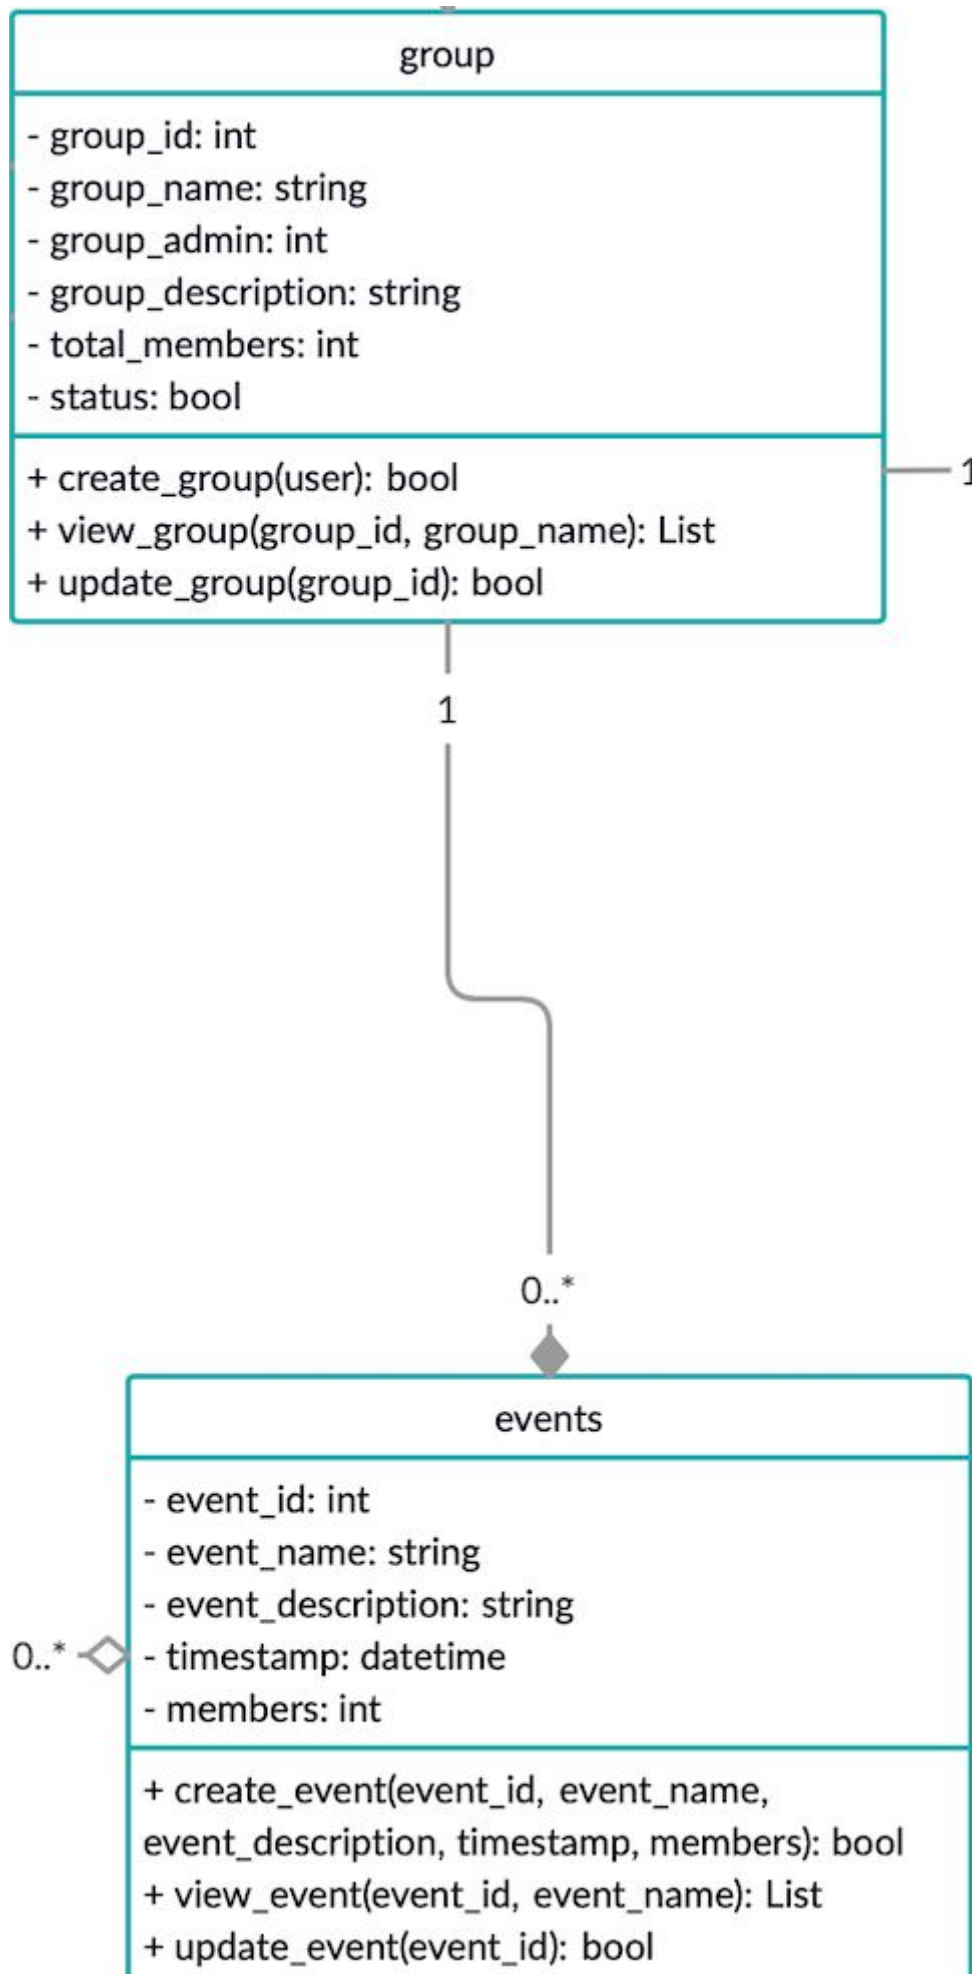 group
- group_id: int
- group_name: string
- group_admin: int
- group_description: string
- total_members: int
- status: bool
+ create_group(user): bool
1
+ view_group(group_id, group_name): List
+ update_group(group_id): bool
1
0..*
events
- event_id: int
- event_name: string
- event_description: string
0..*
- timestamp: datetime
- members: int
+ create_event(event_id, event_name,
event_description, timestamp, members): bool
+ view_event(event_id, event_name): List
+ update_event(event_id): bool